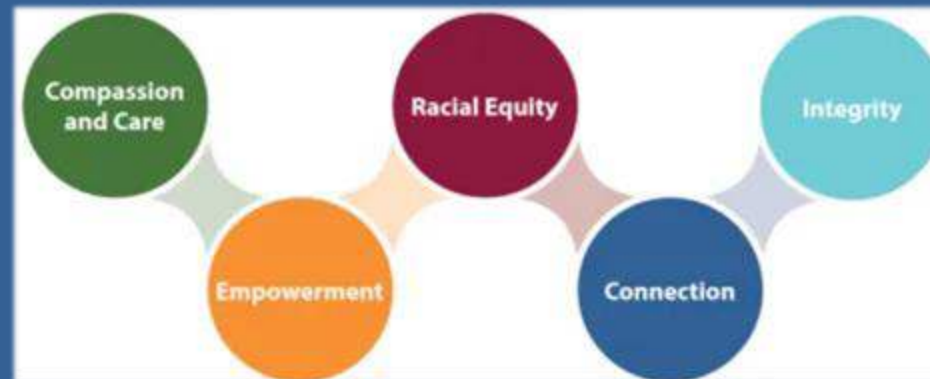 Compassion
and Care
Empowerment
Racial Equity
Connection
Integrity